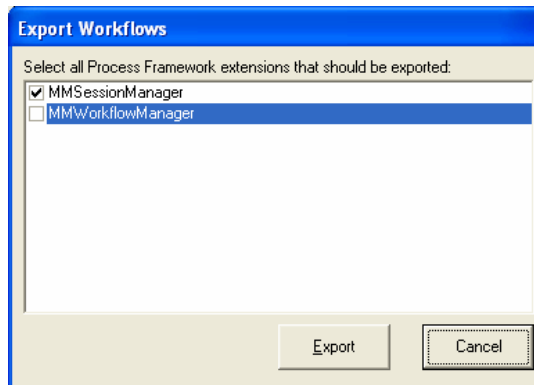 Export Workflows
Select all Process Framework extensions that should be exported:
MMSessionManager
MMWorkflowManager
Export
Cancel